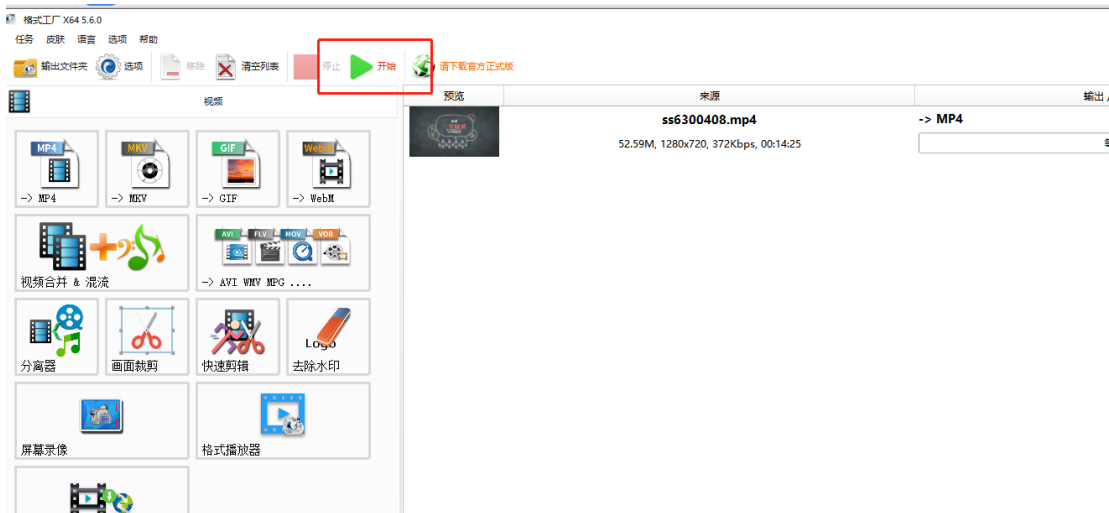 格式工厂 X64 5.6.0
任务 皮肤 语言 选项 帮助
输出文件夹 选项 移除 清空列表 停止 开始 请下载官方正式版
视频
预览 来源 输出 /
MP4 MKV GIF WebM
-> MP4 -> MKV -> GIF -> WebM
ss6300408.mp4 -> MP4
52.59M, 1280x720, 372Kbps, 00:14:25
AVI FLV MOV VOB
视频合并 & 混流 -> AVI WMV MPG ....
Logo
分离器 画面裁剪 快速剪辑 去除水印
屏幕录像 格式播放器